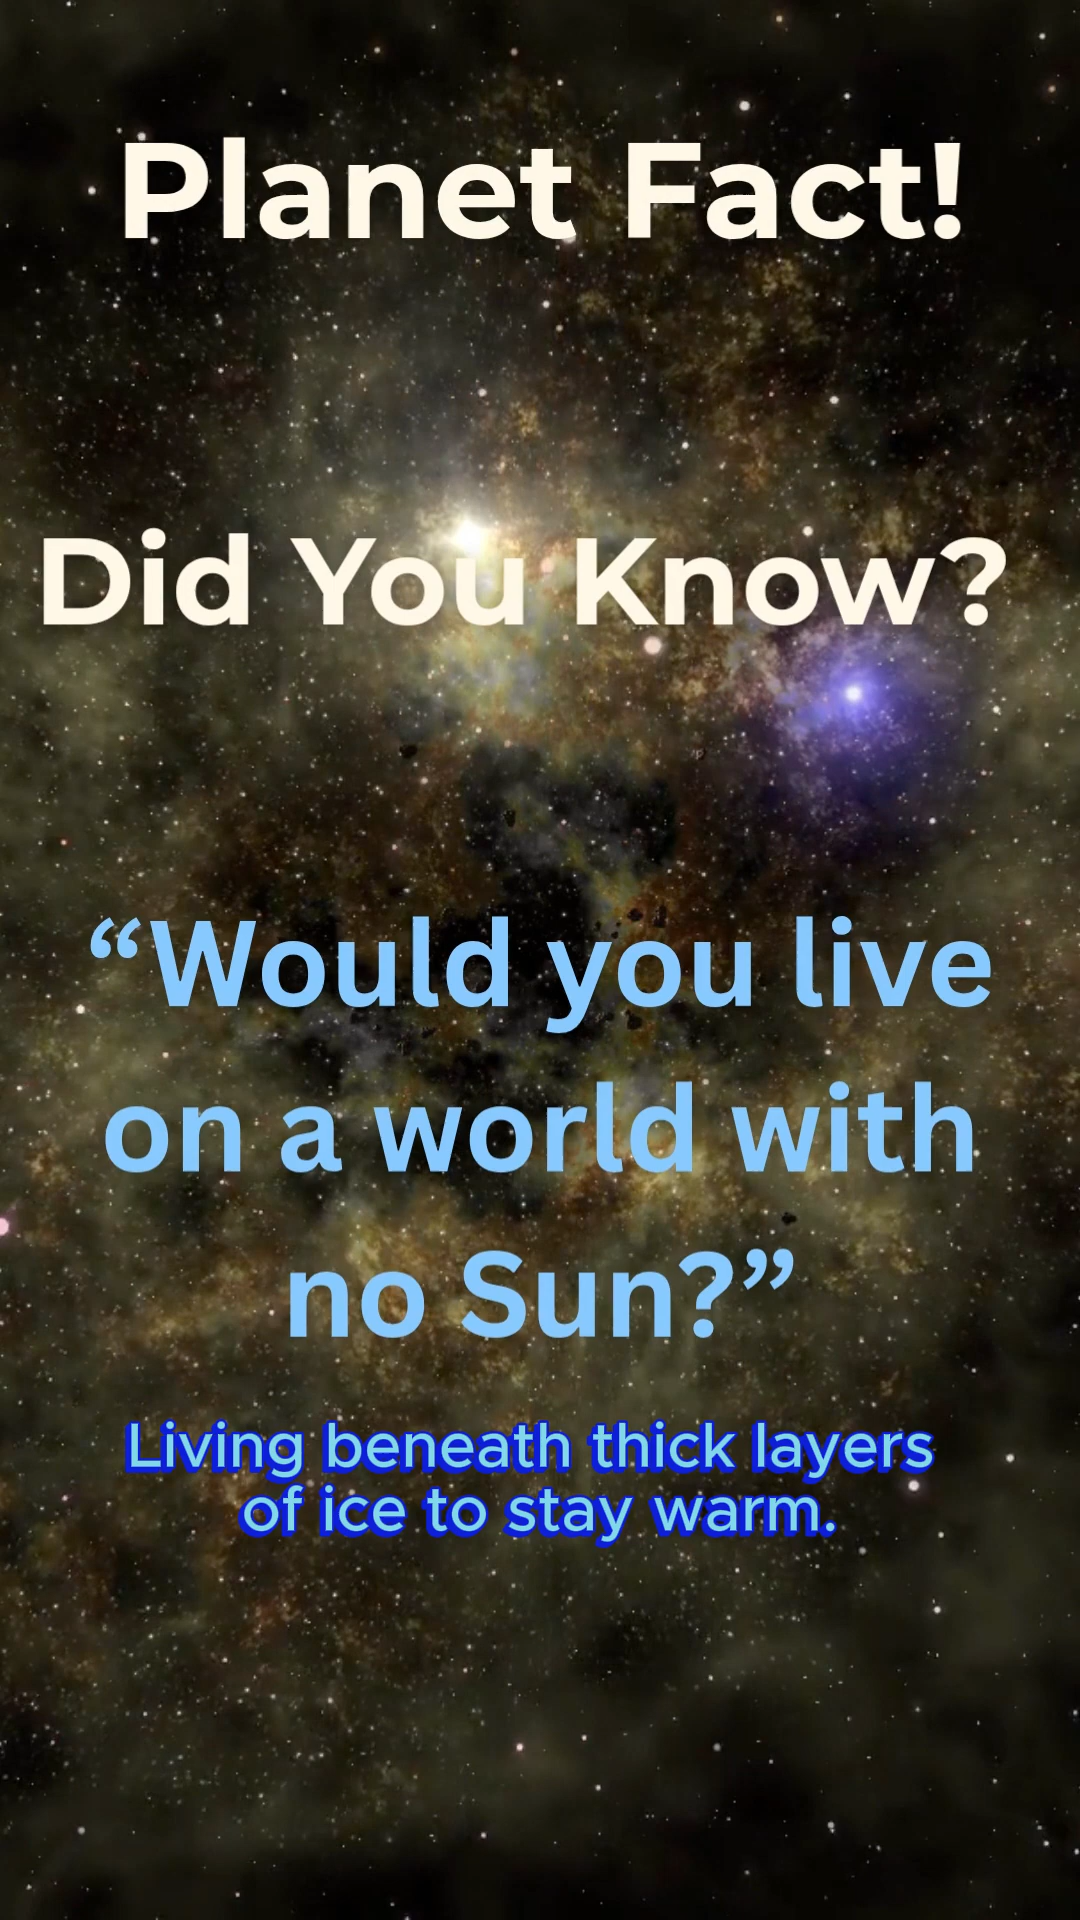 Planet Fact!
Did You Know?
“Would you live
on a world with
no Sun?”
Living beneath thick layers
of ice to stay warm.